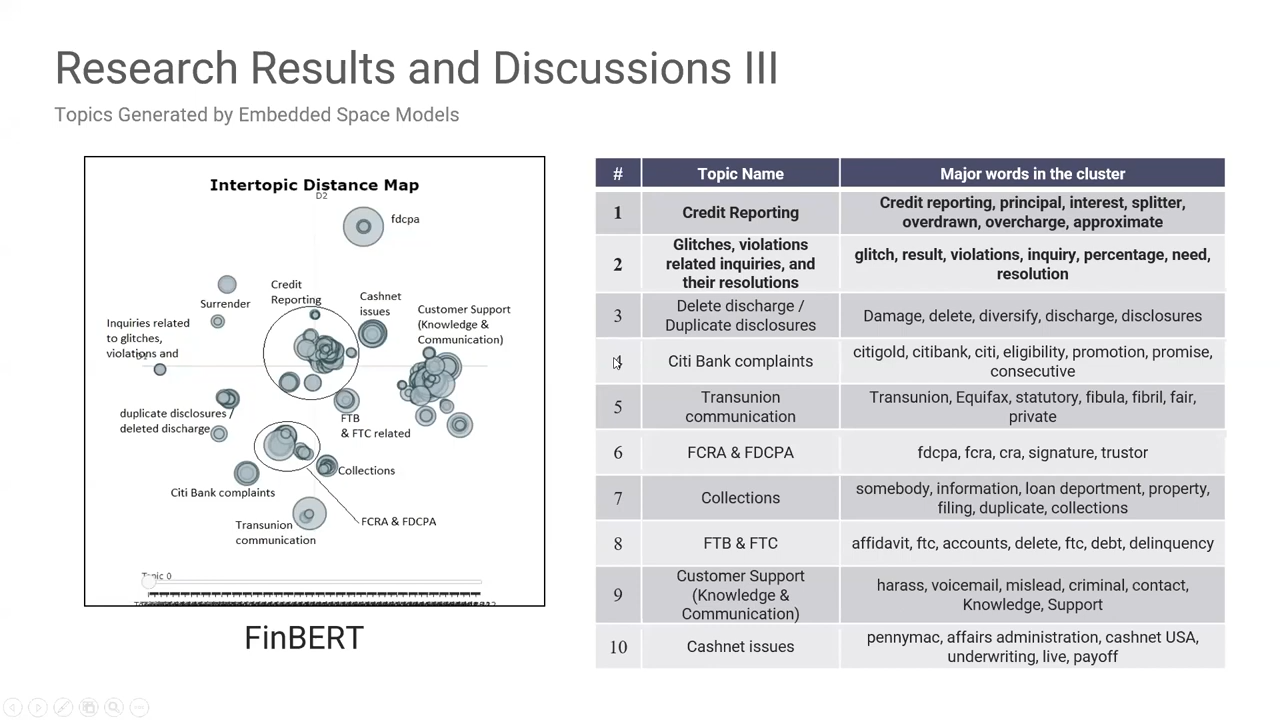 Research Results and Discussions III
Topics Generated by Embedded Space Models
Intertopic Distance Map
D2
fdcpa
Surrender
Credit
Reporting
Cashnet
issues
Customer Support
(Knowledge &
Communication)
Inquiries related
to glitches,
violations and
duplicate disclosures /
deleted discharge
FTB
& FTC related
Collections
Citi Bank complaints
Transunion
communication
FCRA & FDCPA
Topic 0
FinBERT
# Topic Name Major words in the cluster
1 Credit Reporting Credit reporting, principal, interest, splitter,
overdrawn, overcharge, approximate
2 Glitches, violations
related inquiries, and
their resolutions
glitch, result, violations, inquiry, percentage, need,
resolution
3 Delete discharge /
Duplicate disclosures
Damage, delete, diversify, discharge, disclosures
4 Citi Bank complaints citigold, citibank, citi, eligibility, promotion, promise,
consecutive
5 Transunion
communication
Transunion, Equifax, statutory, fibula, fibril, fair,
private
6 FCRA & FDCPA fdcpa, fcra, cra, signature, trustor
7 Collections somebody, information, loan deportment, property,
filing, duplicate, collections
8 FTB & FTC affidavit, ftc, accounts, delete, ftc, debt, delinquency
9 Customer Support
(Knowledge &
Communication)
harass, voicemail, mislead, criminal, contact,
Knowledge, Support
10 Cashnet issues pennymac, affairs administration, cashnet USA,
underwriting, live, payoff